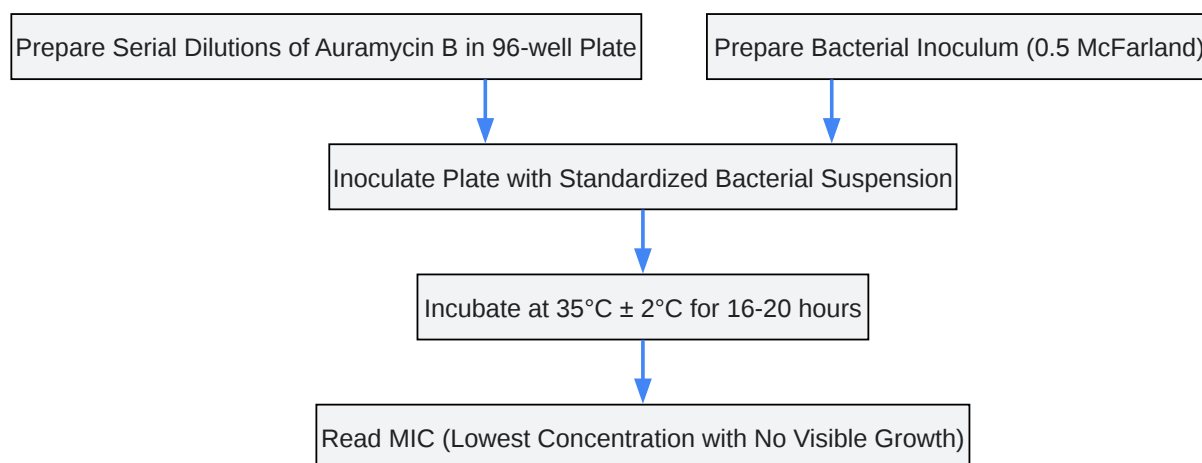 Prepare Serial Dilutions of Auramycin B in 96-well Plate
Prepare Bacterial Inoculum (0.5 McFarland)
Inoculate Plate with Standardized Bacterial Suspension
Incubate at 35°C ± 2°C for 16-20 hours
Read MIC (Lowest Concentration with No Visible Growth)